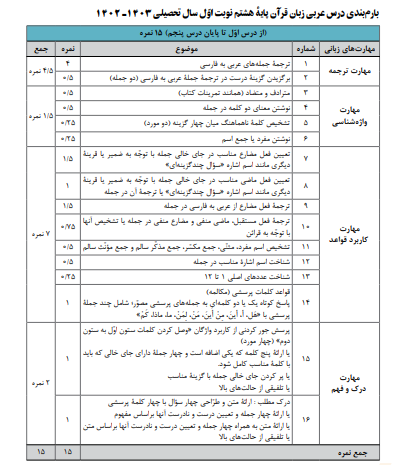 بارم‌بندی درس عربی زبان قرآن پایهٔ هشتم نوبت اوّل سال تحصیلی ۱۴۰۳-۱۴۰۲
(از درس اوّل تا پایان درس پنجم) ۱۵ نمره
مهارت‌های زبانی شماره موضوع نمره جمع
مهارت ترجمه
۱ ترجمهٔ جمله‌های عربی به فارسی ۴
۲ برگزیدن گزینهٔ درست در ترجمهٔ جملهٔ عربی به فارسی (دو جمله) ۰/۵
۴/۵ نمره
مهارت واژه‌شناسی
۳ مترادف و متضاد (همانند تمرینات کتاب) ۰/۵
۴ نوشتن معنای دو کلمه در جمله ۰/۵
۵ تشخیص کلمهٔ ناهماهنگ میان چهار گزینه (دو مورد) ۰/۲۵
۶ نوشتن مفرد یا جمع اسم ۰/۲۵
۱/۵ نمره
مهارت کاربرد قواعد
۷ تعیین فعل مضارع مناسب در جای خالی جمله با توجّه به ضمیر یا قرینهٔ
دیگری مانند اسم اشاره «سؤال چندگزینه‌ای» ۱/۵
۸ تعیین فعل ماضی مناسب در جای خالی جمله با توجّه به ضمیر یا قرینهٔ
دیگری مانند اسم اشاره «سؤال چندگزینه‌ای» یا ترجمهٔ آن در جمله ۱
۹ ترجمهٔ فعل مضارع از عربی به فارسی در جمله ۱/۵
۱۰ ترجمهٔ فعل مستقبل، ماضی منفی و مضارع منفی در جمله یا تشخیص آنها
با توجّه به قرائن ۰/۷۵
۱۱ تشخیص اسم مفرد، مثنّی، جمع مکسّر، جمع مذکّر سالم و جمع مؤنّث سالم ۰/۵
۱۲ شناخت اسم اشارهٔ مناسب در جمله ۰/۵
۱۳ شناخت عددهای اصلی ۱ تا ۱۲ ۰/۲۵
۱۴ قواعد کلمات پرسشی (مکالمه)
پاسخ کوتاه یک یا دو کلمه‌ای به جمله‌های پرسشی مصوّر؛ شامل چند جملهٔ
پرسشی با «هَل، أ، أینَ، مِن أینَ، مَن، لِمَن، ما، ماذا، کَم» ۱
۷ نمره
مهارت درک و فهم
۱۵ پرسش جور کردنی از کاربرد واژگان «وصل کردن کلمات ستون اوّل به ستون
دوم» (چهار مورد)
یا ارائهٔ پنج کلمه که یکی اضافه است و چهار جملهٔ دارای جای خالی که باید
با کلمهٔ مناسب کامل شود.
یا پر کردن جای خالی جمله با گزینهٔ مناسب
یا تلفیقی از حالت‌های بالا ۱
۱۶ درک مطلب: ارائهٔ متن و طرّاحی چهار سؤال با کلمهٔ پرسشی
یا ارائهٔ چهار جمله و تعیین درست و نادرست آنها براساس مفهوم
یا ارائهٔ متن به همراه چهار جمله و تعیین درست و نادرست آنها براساس متن
یا تلفیقی از حالت‌های بالا ۱
۲ نمره
جمع نمره ۱۵ ۱۵